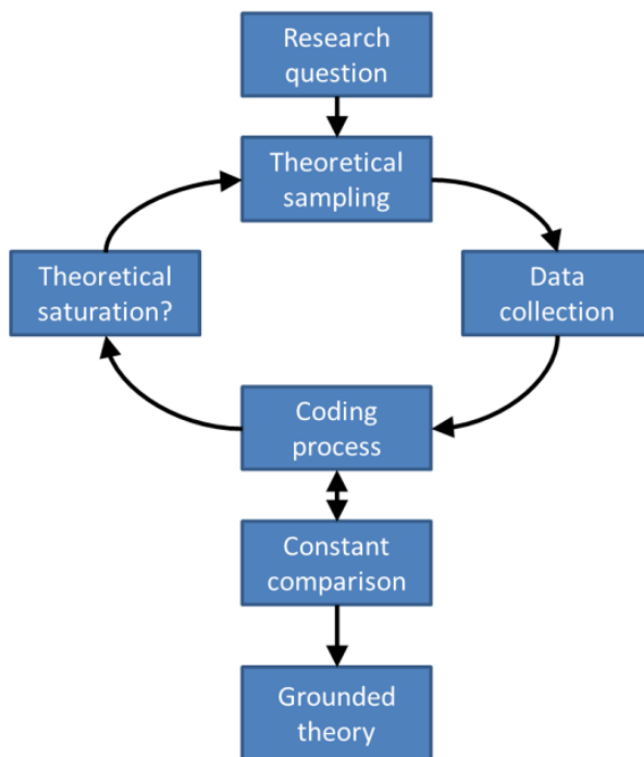 Research
question
Theoretical
sampling
Theoretical
saturation?
Data
collection
Coding
process
Constant
comparison
Grounded
theory